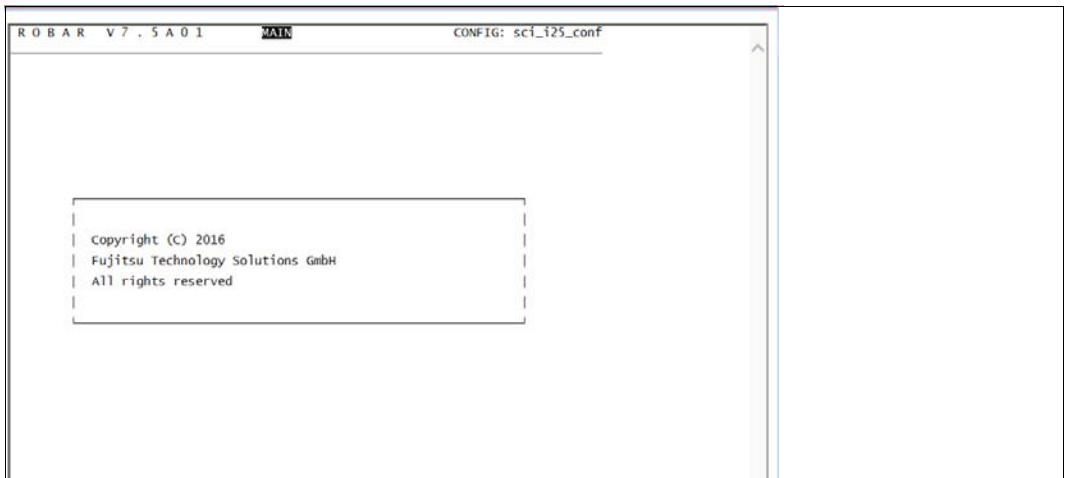 R O B A R  V 7 . 5 A 0 1  MAIN  CONFIG: sci_i25_conf
Copyright (C) 2016
Fujitsu Technology Solutions GmbH
All rights reserved